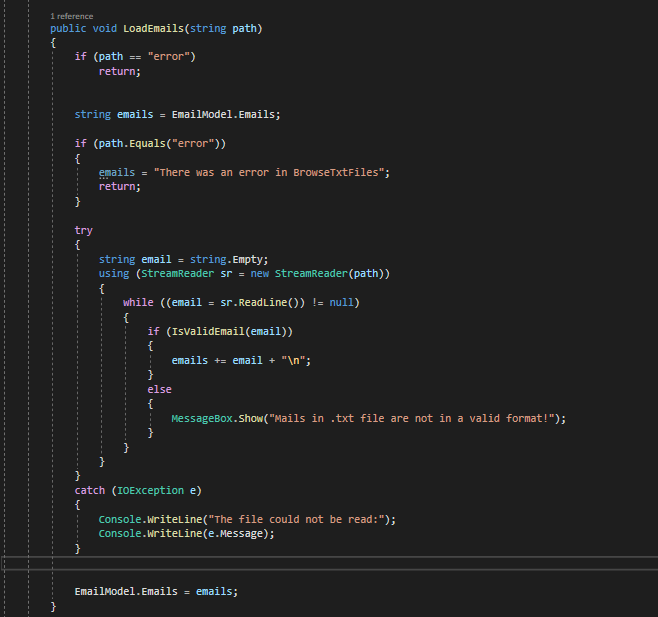 1 reference
public void LoadEmails(string path)
{
if (path == "error")
return;
string emails = EmailModel.Emails;
if (path.Equals("error"))
{
emails = "There was an error in BrowseTxtFiles";
return;
}
try
{
string email = string.Empty;
using (StreamReader sr = new StreamReader(path))
{
while ((email = sr.ReadLine()) != null)
{
if (IsValidEmail(email))
{
emails += email + "\n";
}
else
{
MessageBox.Show("Mails in .txt file are not in a valid format!");
}
}
}
}
catch (IOException e)
{
Console.WriteLine("The file could not be read:");
Console.WriteLine(e.Message);
}
EmailModel.Emails = emails;
}